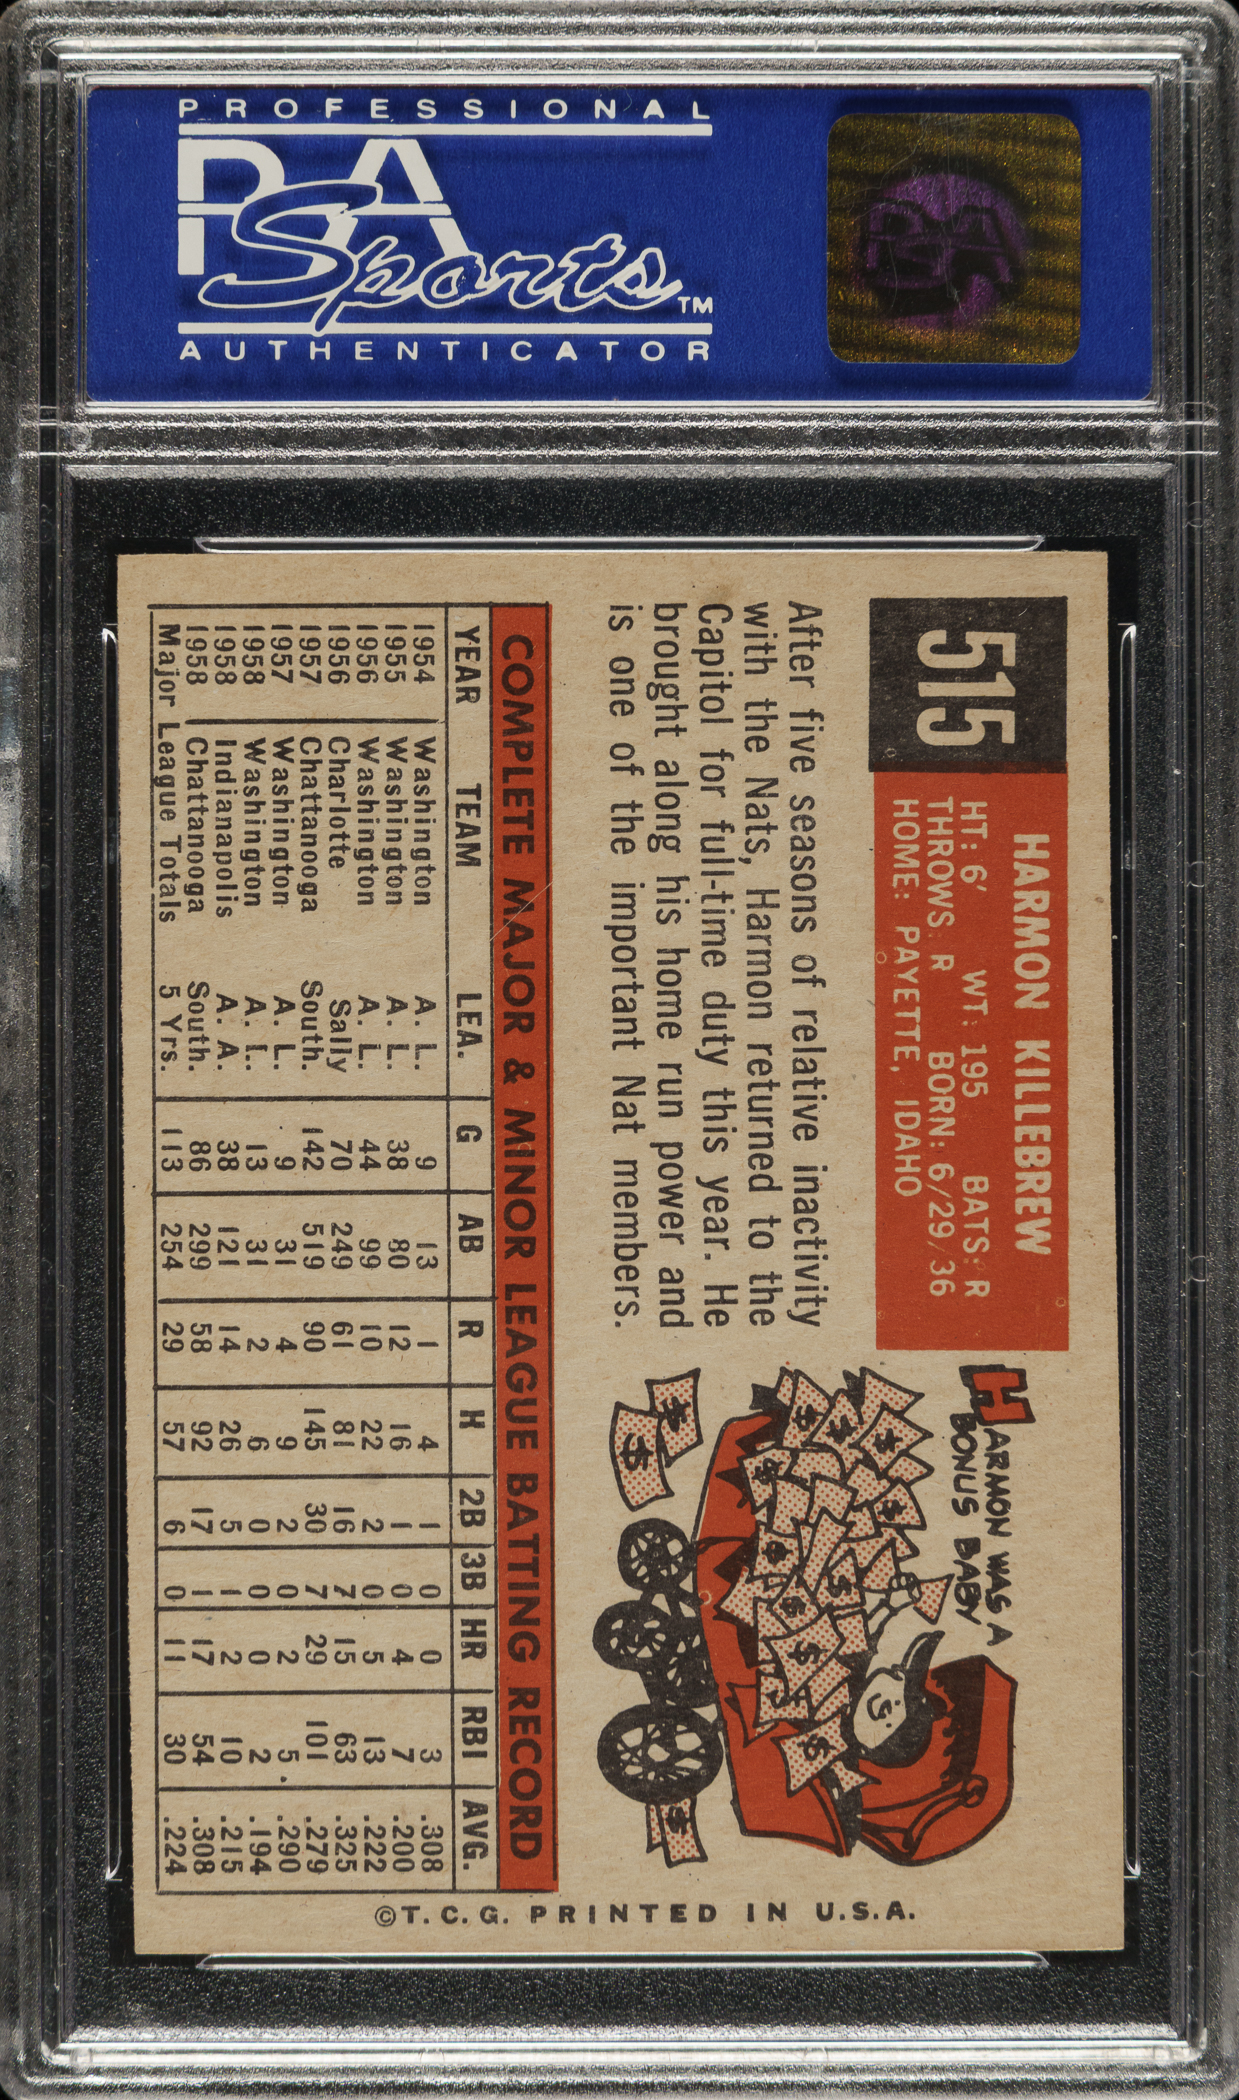 PROFESSIONAL
PSA
Sports™
AUTHENTICATOR
PSA
515
HARMON KILLEBREW
HT: 6' WT: 195 BATS: R
THROWS: R BORN: 6/29/36
HOME: PAYETTE, IDAHO
After five seasons of relative inactivity
with the Nats, Harmon returned to the
Capitol for full-time duty this year. He
brought along his home run power and
is one of the important Nat members.
HARMON WAS A
BONUS BABY
COMPLETE MAJOR & MINOR LEAGUE BATTING RECORD
YEAR TEAM LEA. G AB R H 2B 3B HR RBI AVG.
1954 Washington A. L. 9 13 1 4 1 0 0 3 .308
1955 Washington A. L. 38 80 12 16 1 0 4 7 .200
1956 Washington A. L. 44 99 10 22 2 0 5 13 .222
1956 Charlotte Sally 70 249 61 81 16 7 15 63 .325
1957 Chattanooga South. 142 519 90 145 30 7 29 101 .279
1957 Washington A. L. 9 31 4 9 2 0 2 5 .290
1958 Washington A. L. 13 31 2 6 0 0 0 2 .194
1958 Indianapolis A. A. 38 121 14 26 5 1 2 10 .215
1958 Chattanooga South. 86 299 58 92 17 1 17 54 .308
Major League Totals 5 Yrs. 113 254 29 57 6 0 11 30 .224
©T. C. G. PRINTED IN U.S.A.